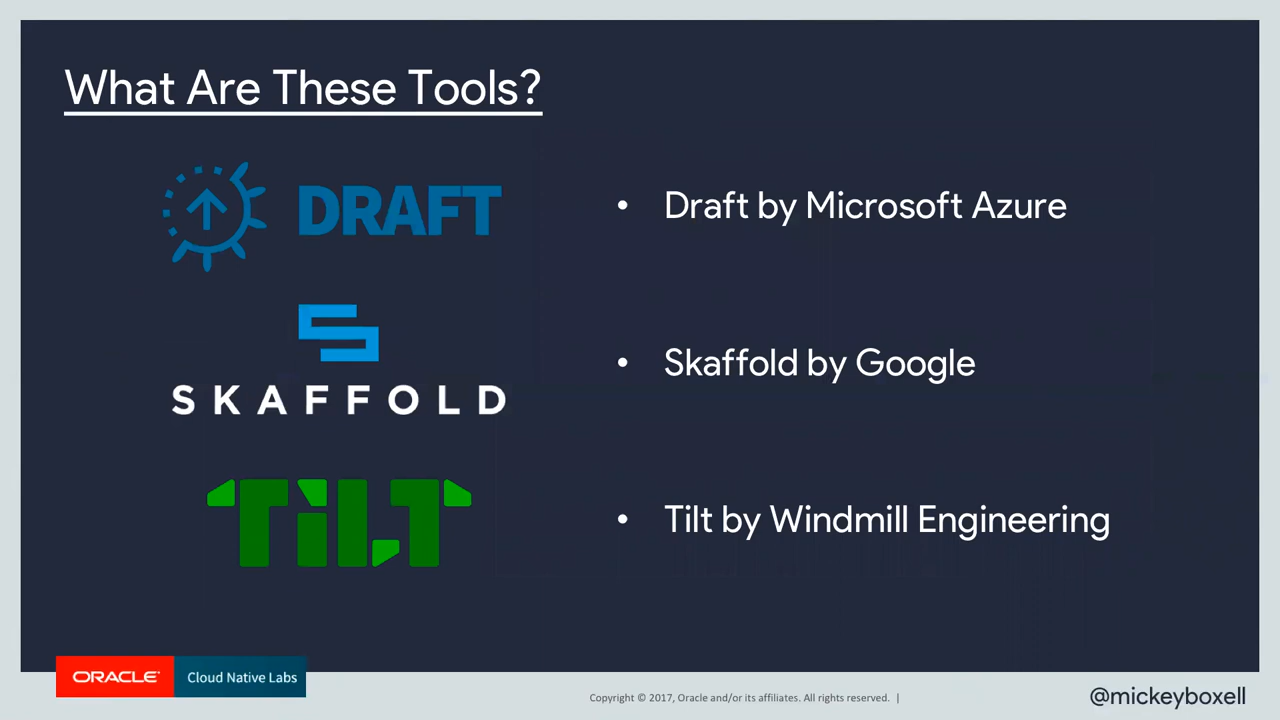 What Are These Tools?
DRAFT
• Draft by Microsoft Azure
SKAFFOLD
• Skaffold by Google
TiLT
• Tilt by Windmill Engineering
ORACLE® Cloud Native Labs
Copyright © 2017, Oracle and/or its affiliates. All rights reserved. |
@mickeyboxell